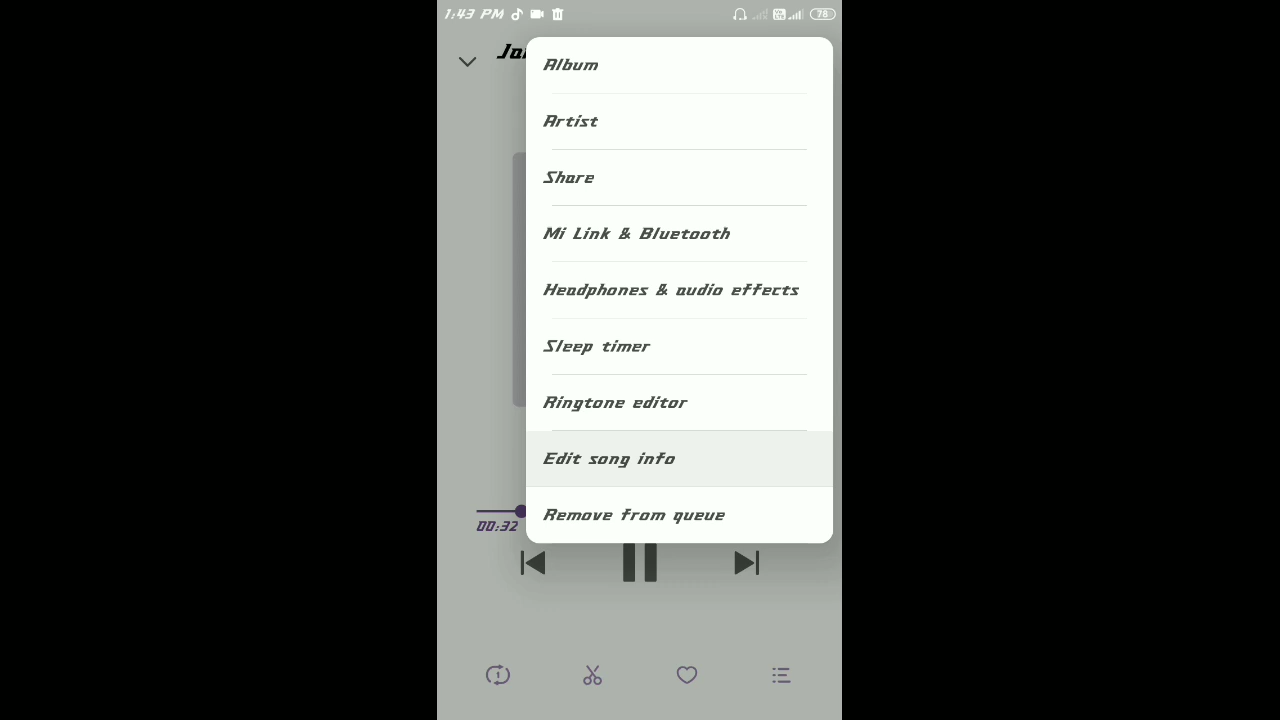 1:43 PM
78
Album
Artist
Share
Mi Link & Bluetooth
Headphones & audio effects
Sleep timer
Ringtone editor
Edit song info
Remove from queue
00:32